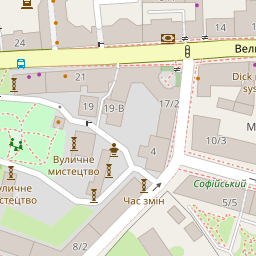 24
14
Вели
21
Dick
sys
19
19-В
17/2
10/3
М
4
Вуличне
мистецтво
Софійський
Вуличне
мистецтво
Час змін
5/5
8/2